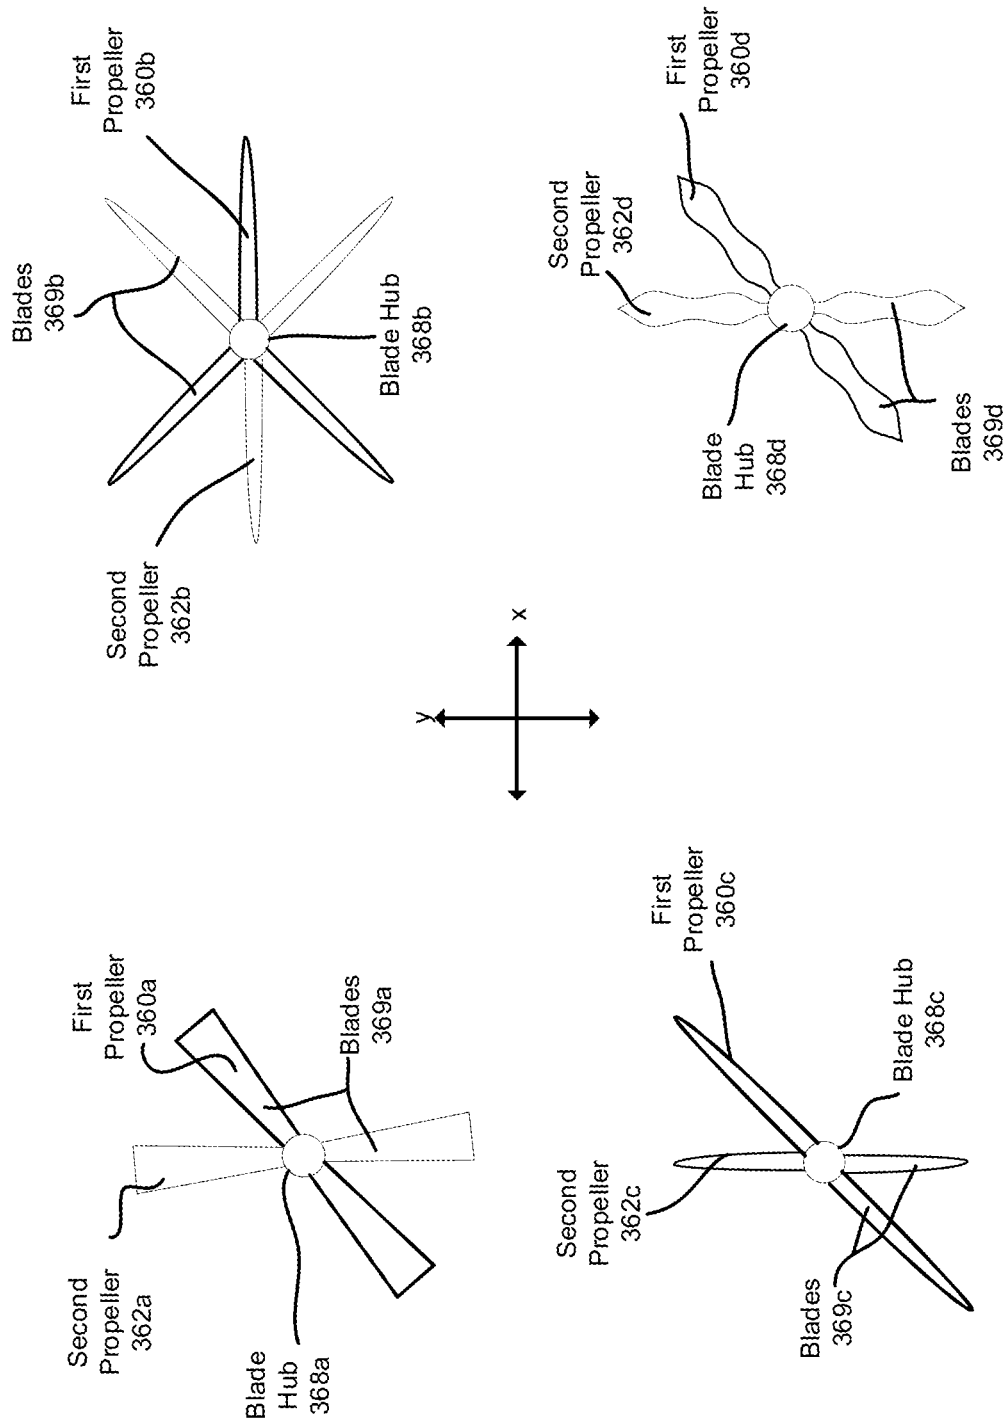 Second
Propeller
362a
First
Propeller
360a
Blade
Hub
368a
Blades
369a
Blades
369b
First
Propeller
360b
Second
Propeller
362b
Blade Hub
368b
y
x
Second
Propeller
362c
First
Propeller
360c
Blades
369c
Blade Hub
368c
Second
Propeller
362d
First
Propeller
360d
Blade
Hub
368d
Blades
369d